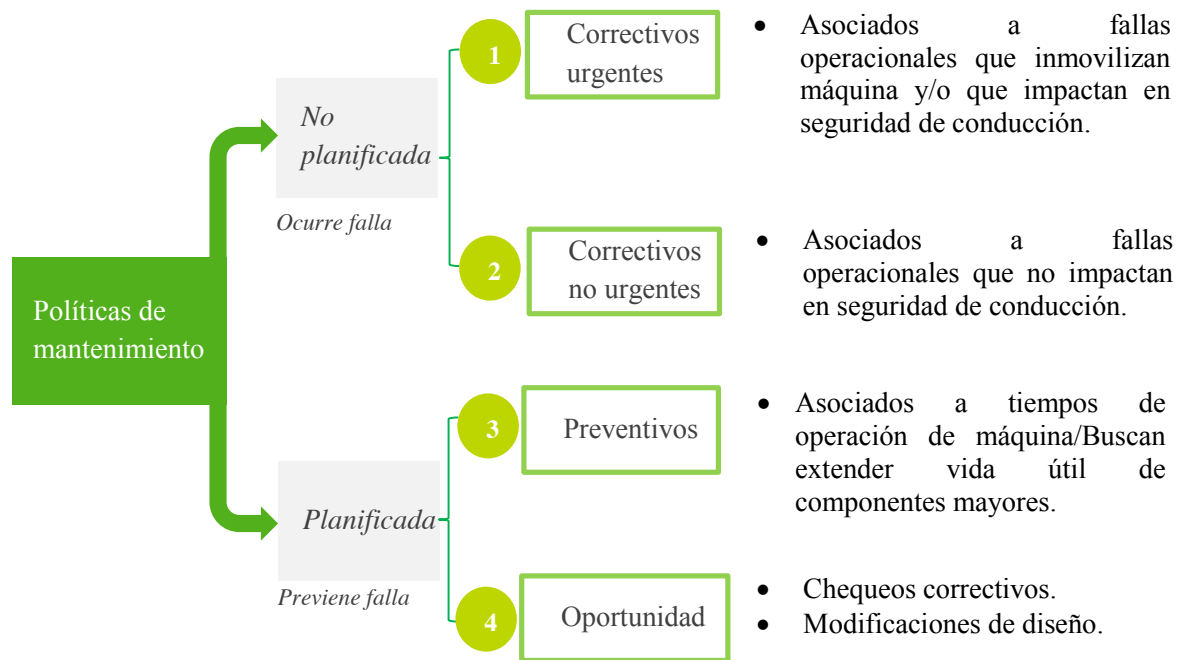 Políticas de
mantenimiento
No
planificada
Ocurre falla
1
Correctivos
urgentes
• Asociados a fallas
operacionales que inmovilizan
máquina y/o que impactan en
seguridad de conducción.
2
Correctivos
no urgentes
• Asociados a fallas
operacionales que no impactan
en seguridad de conducción.
Planificada
Previene falla
3
Preventivos
• Asociados a tiempos de
operación de máquina/Buscan
extender vida útil de
componentes mayores.
4
Oportunidad
• Chequeos correctivos.
• Modificaciones de diseño.